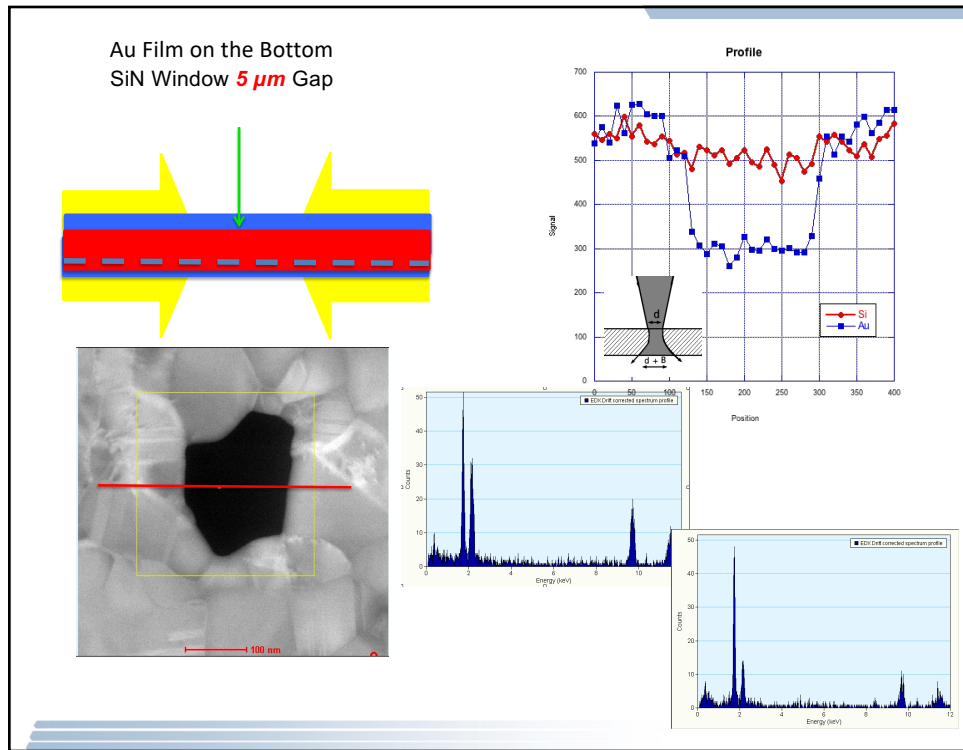 Au Film on the Bottom
SiN Window 5 µm Gap
Profile
700
600
500
400
300
200
100
0
Signal
0 50 100 150 200 250 300 350 400
Position
Si
Au
d
d + B
100 nm
EDX Drift corrected spectrum profile
50
40
30
20
10
0
Counts
0 2 4 6 8 10
Energy (keV)
EDX Drift corrected spectrum profile
50
40
30
20
10
0
Counts
0 2 4 6 8 10 12
Energy (keV)